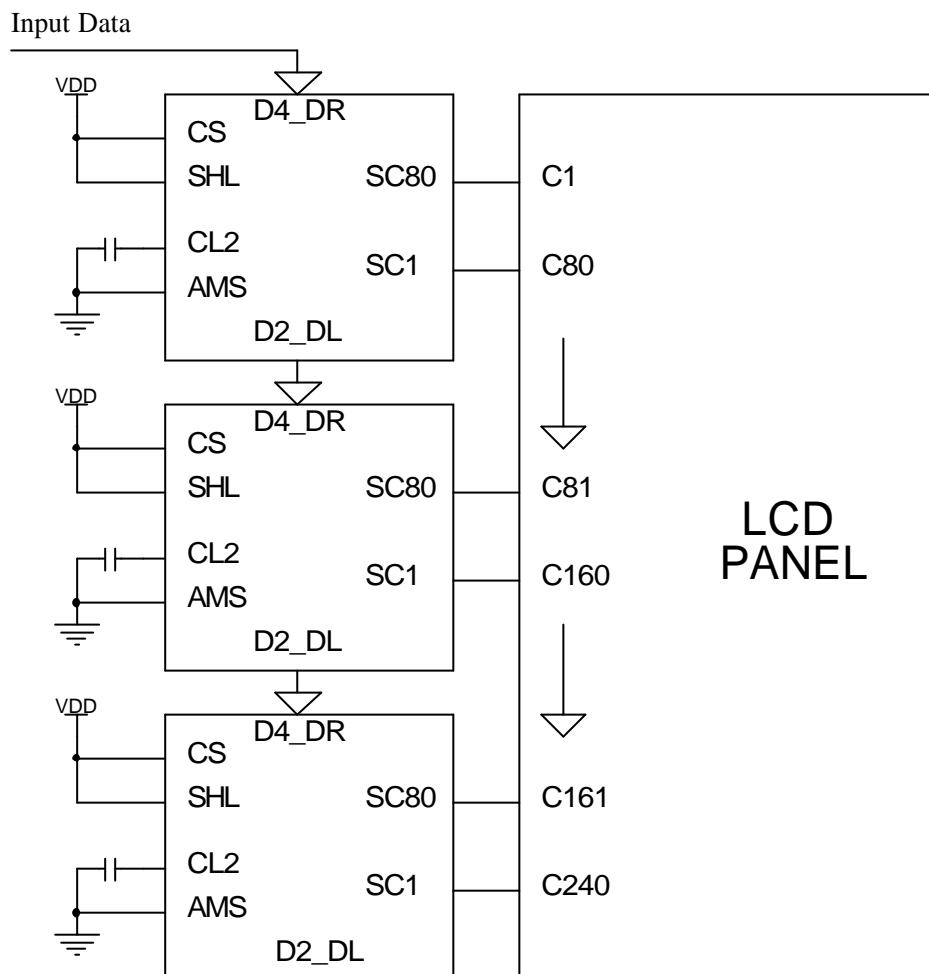 Input Data
VDD
D4_DR
CS
SHL
SC80
C1
CL2
SC1
C80
AMS
D2_DL
VDD
D4_DR
CS
SHL
SC80
C81
CL2
SC1
C160
AMS
D2_DL
LCD
PANEL
VDD
D4_DR
CS
SHL
SC80
C161
CL2
SC1
C240
AMS
D2_DL